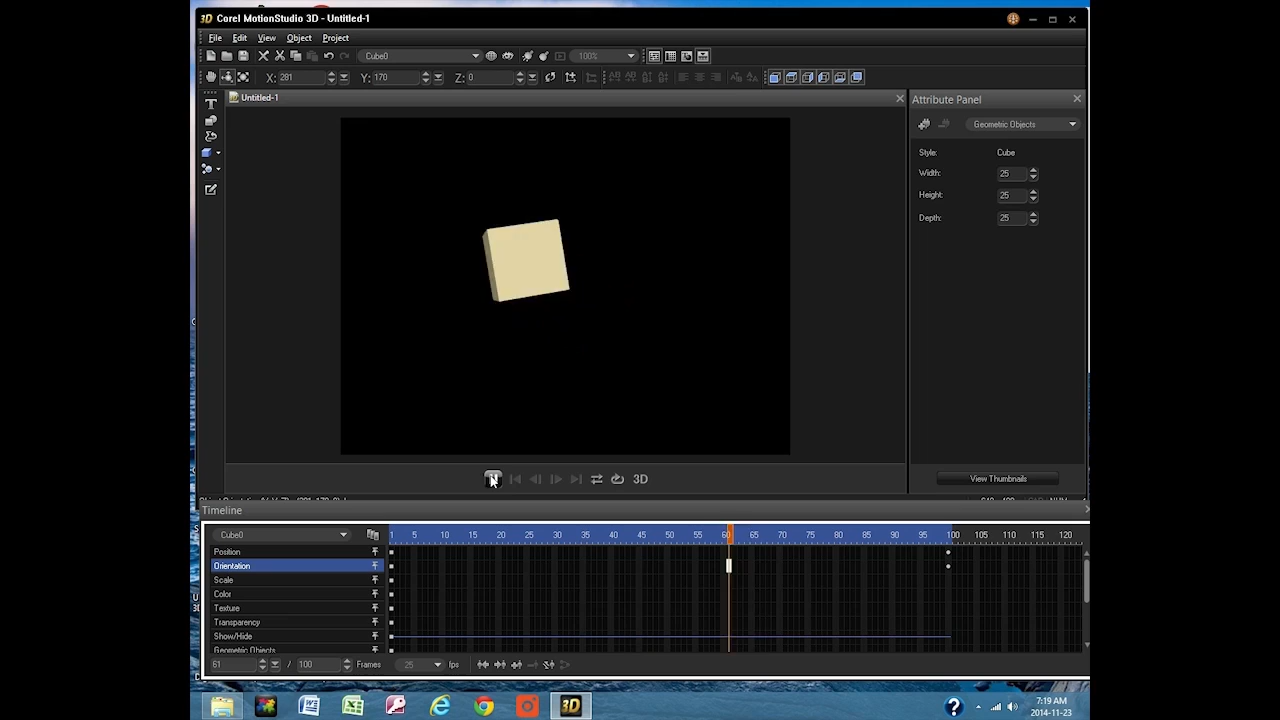 3D Corel MotionStudio 3D - Untitled-1
File Edit View Object Project
Cube0 100%
X: 281 Y: 170 Z: 0
Untitled-1
Attribute Panel
Geometric Objects
Style: Cube
Width: 25
Height: 25
Depth: 25
View Thumbnails
3D
Timeline
Cube0 1 5 10 15 20 25 30 35 40 45 50 55 60 65 70 75 80 85 90 95 100 105 110 115 120
Position
Orientation
Scale
Color
Texture
Transparency
Show/Hide
Geometric Objects
61 / 100 Frames 25 fps
3D
7:19 AM
2014-11-23